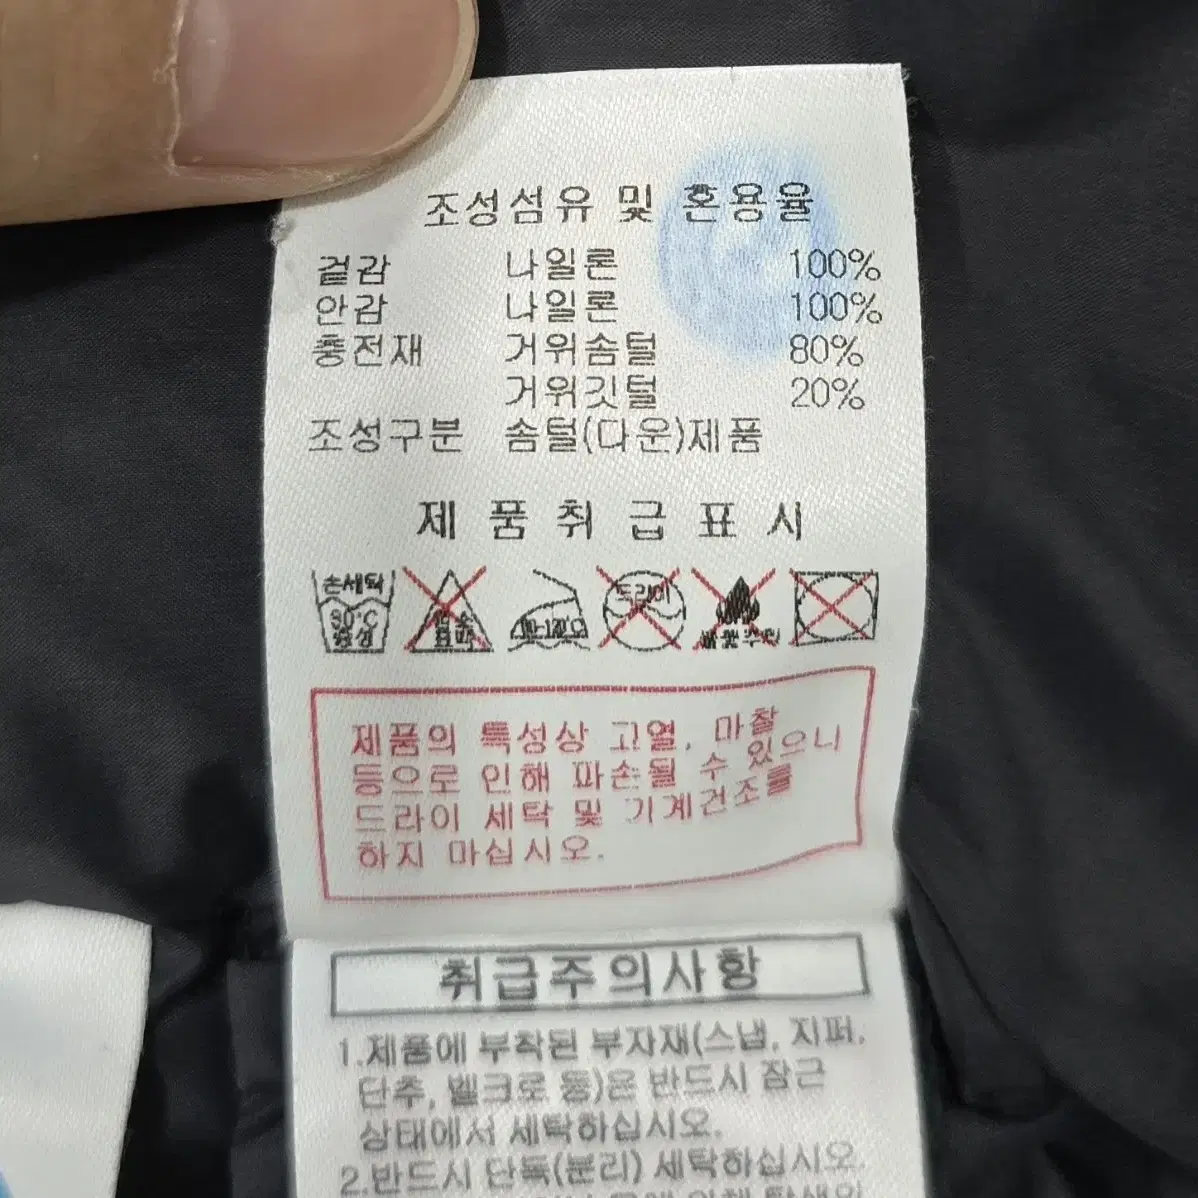 조성섬유 및 혼용율
겉감 나일론 100%
안감 나일론 100%
충전재 거위솜털 80%
거위깃털 20%
조성구분 솜털(다운)제품
제품취급표시
손세탁 30℃ 중성
염소 표백
80-120℃
드라이
제품의 특성상 고열, 마찰
등으로 인해 파손될 수 있으니
드라이 세탁 및 기계건조를
하지 마십시오.
취급주의사항
1.제품에 부착된 부자재(스냅, 지퍼,
단추, 벨크로 등)은 반드시 잠근
상태에서 세탁하십시오.
2.반드시 단독(분리) 세탁하십시오.